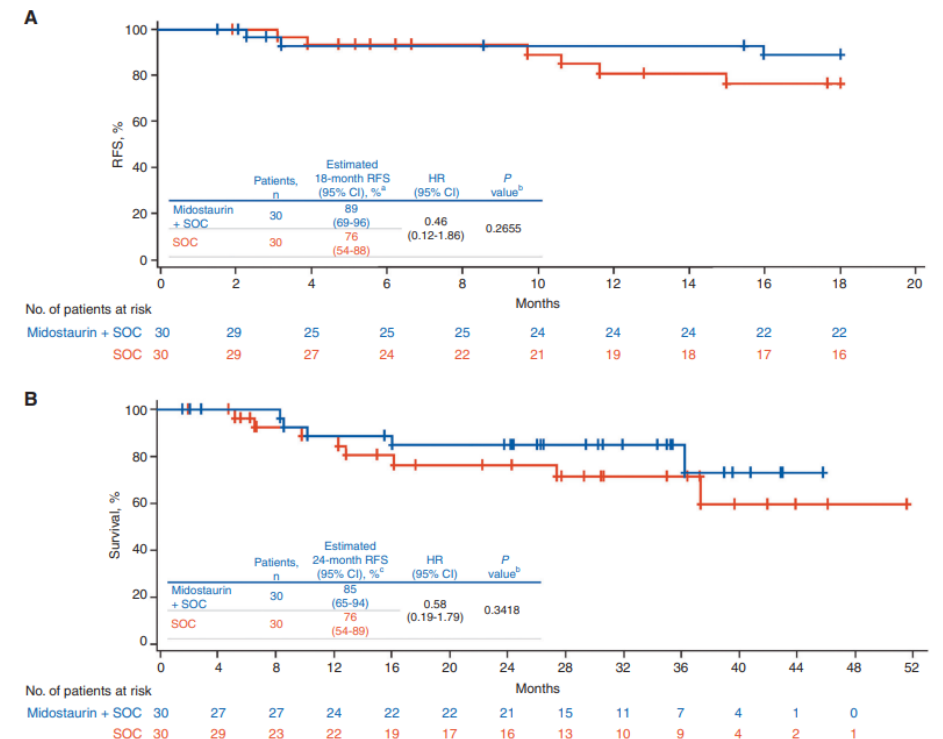 A
100
80
60
40
20
0
RFS, %
Estimated
Patients, 18-month RFS HR P
n (95% CI), %a (95% CI) valueb
Midostaurin + SOC 30 89 (69-96) 0.46 (0.12-1.86) 0.2655
SOC 30 76 (54-88)
0 2 4 6 8 10 12 14 16 18 20
Months
No. of patients at risk
Midostaurin + SOC 30 29 25 25 25 24 24 24 22 22
SOC 30 29 27 24 22 21 19 18 17 16
B
100
80
60
40
20
0
Survival, %
Estimated
Patients, 24-month RFS HR P
n (95% CI), %c (95% CI) valueb
Midostaurin + SOC 30 85 (65-94) 0.58 (0.19-1.79) 0.3418
SOC 30 76 (54-89)
0 4 8 12 16 20 24 28 32 36 40 44 48 52
Months
No. of patients at risk
Midostaurin + SOC 30 27 27 24 22 22 21 15 11 7 4 1 0
SOC 30 29 23 22 19 17 16 13 10 9 4 2 1